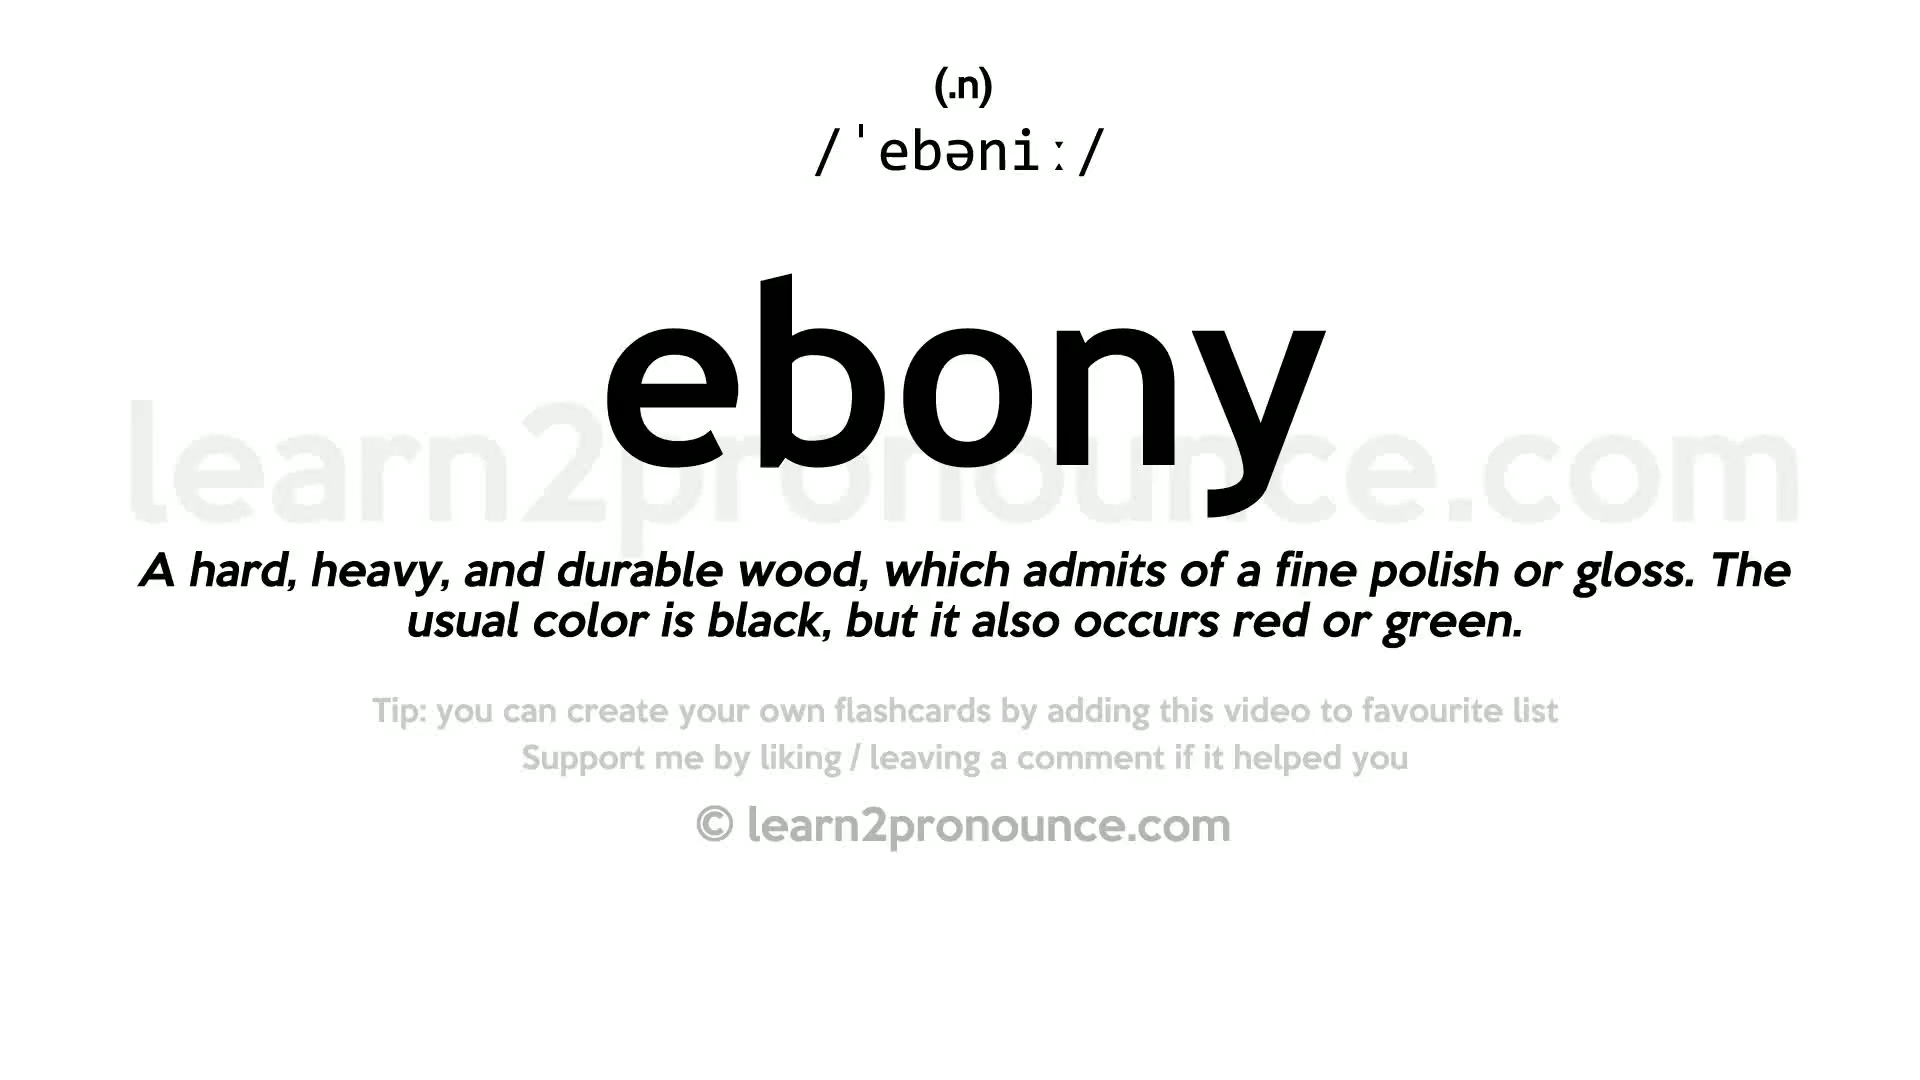 (.n)
/ˈebəniː/
ebony
learn2pronounce.com
A hard, heavy, and durable wood, which admits of a fine polish or gloss. The
usual color is black, but it also occurs red or green.
Tip: you can create your own flashcards by adding this video to favourite list
Support me by liking / leaving a comment if it helped you
© learn2pronounce.com